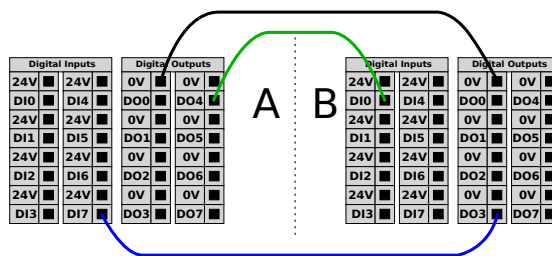 Digital Inputs Digital Outputs Digital Inputs Digital Outputs
24V 24V 0V 0V 24V 24V 0V 0V
DI0 DI4 DO0 DO4 A B DI0 DI4 DO0 DO4
24V 24V 0V 0V 24V 24V 0V 0V
DI1 DI5 DO1 DO5 DI1 DI5 DO1 DO5
24V 24V 0V 0V 24V 24V 0V 0V
DI2 DI6 DO2 DO6 DI2 DI6 DO2 DO6
24V 24V 0V 0V 24V 24V 0V 0V
DI3 DI7 DO3 DO7 DI3 DI7 DO3 DO7